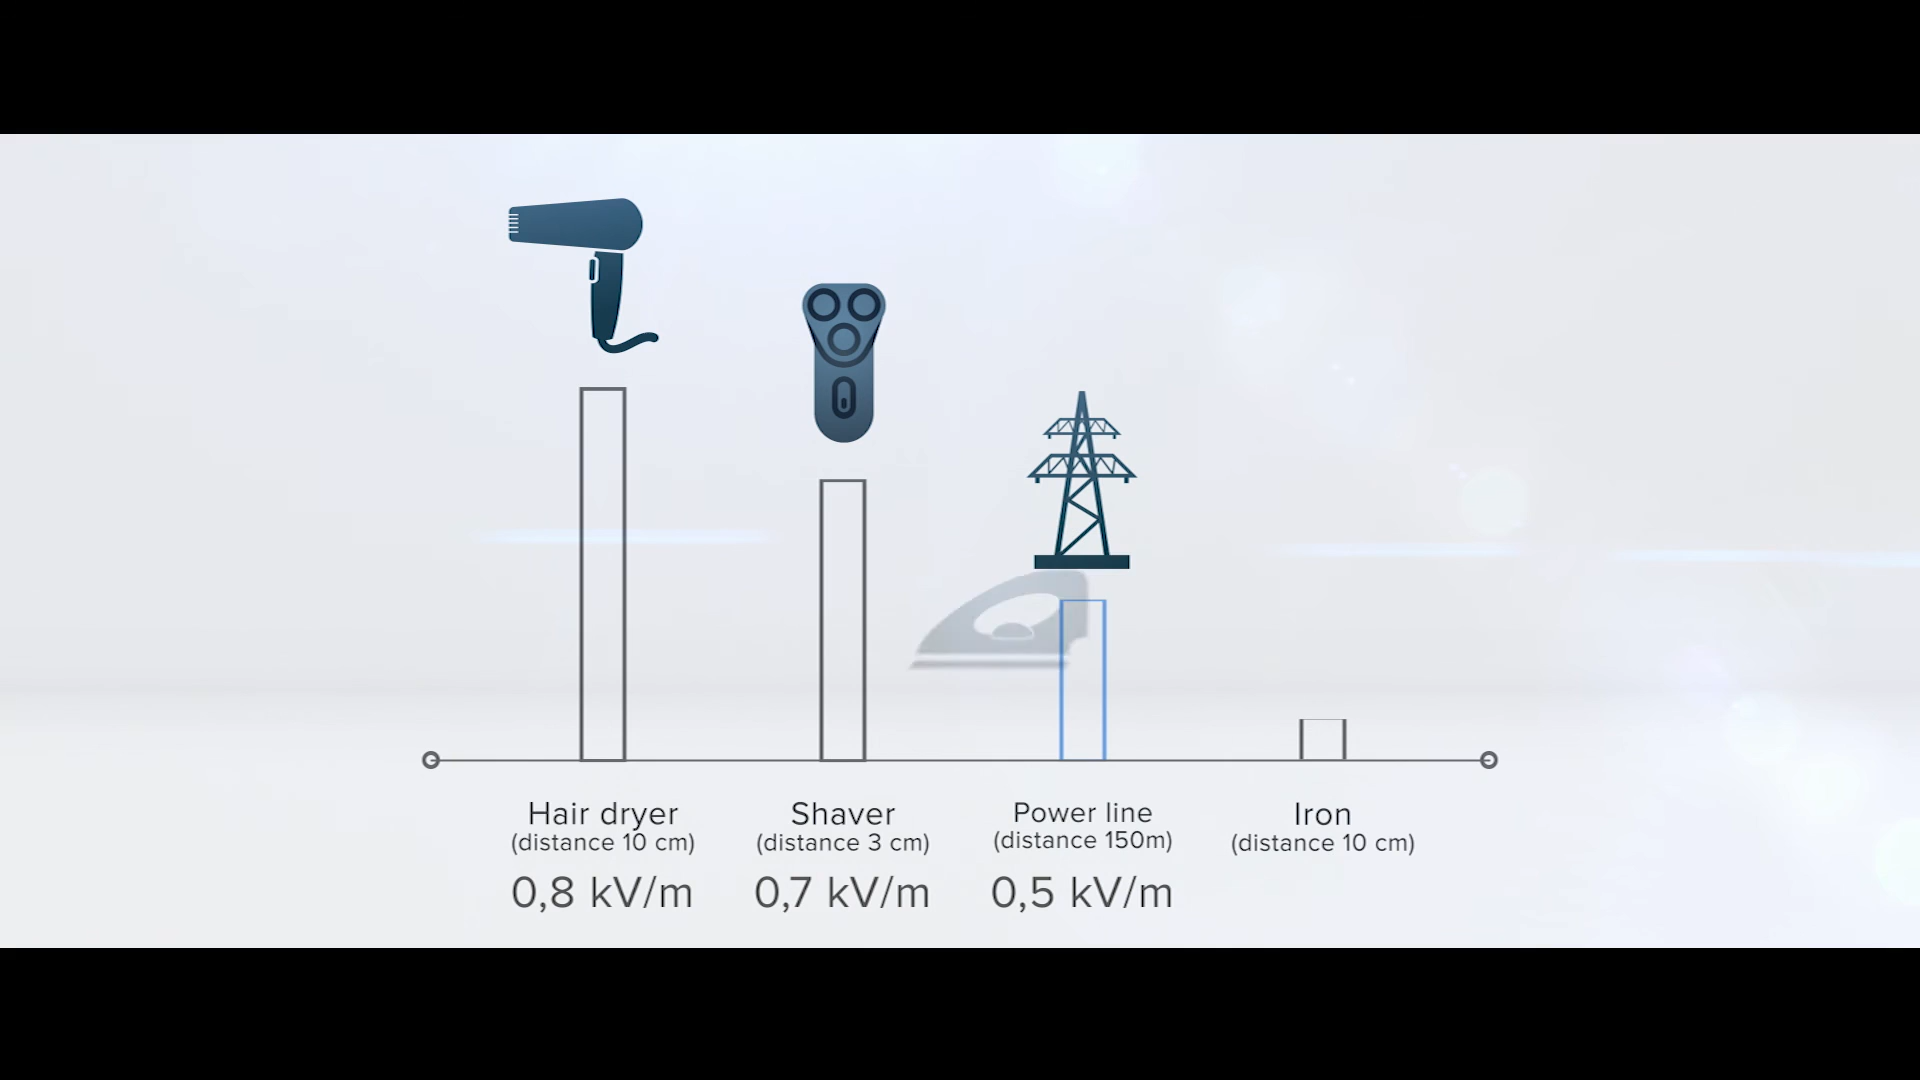 Hair dryer
(distance 10 cm)
0,8 kV/m
Shaver
(distance 3 cm)
0,7 kV/m
Power line
(distance 150m)
0,5 kV/m
Iron
(distance 10 cm)